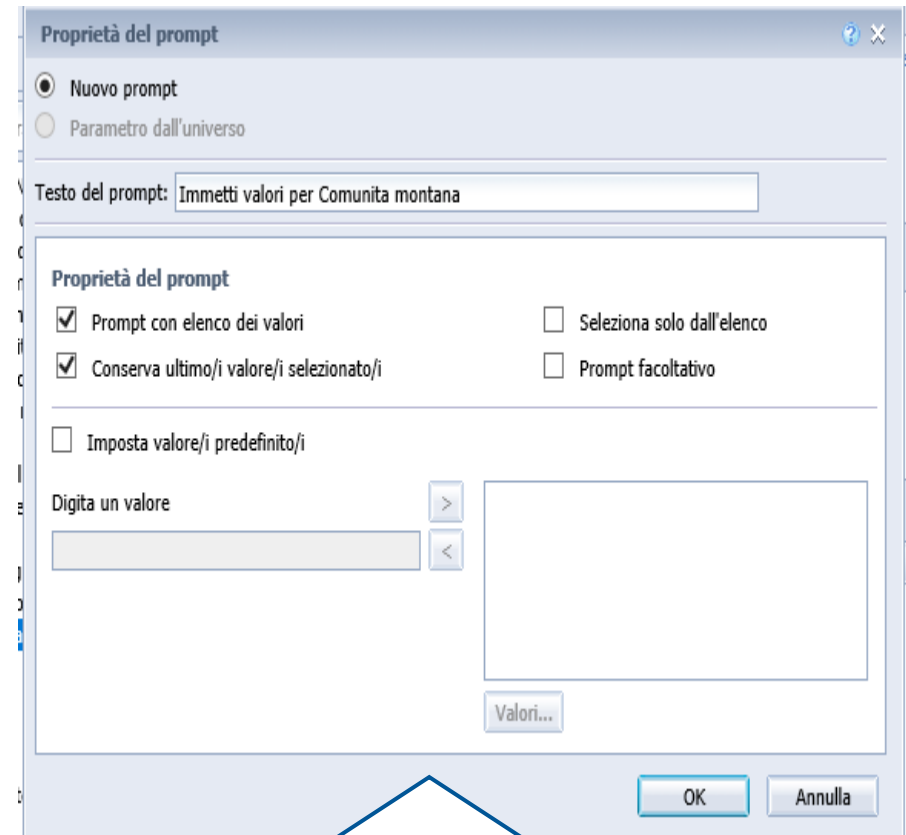 Proprietà del prompt
Nuovo prompt
Parametro dall'universo
Testo del prompt: Immetti valori per Comunita montana
Proprietà del prompt
Prompt con elenco dei valori
Seleziona solo dall'elenco
Conserva ultimo/i valore/i selezionato/i
Prompt facoltativo
Imposta valore/i predefinito/i
Digita un valore
>
<
Valori...
OK
Annulla